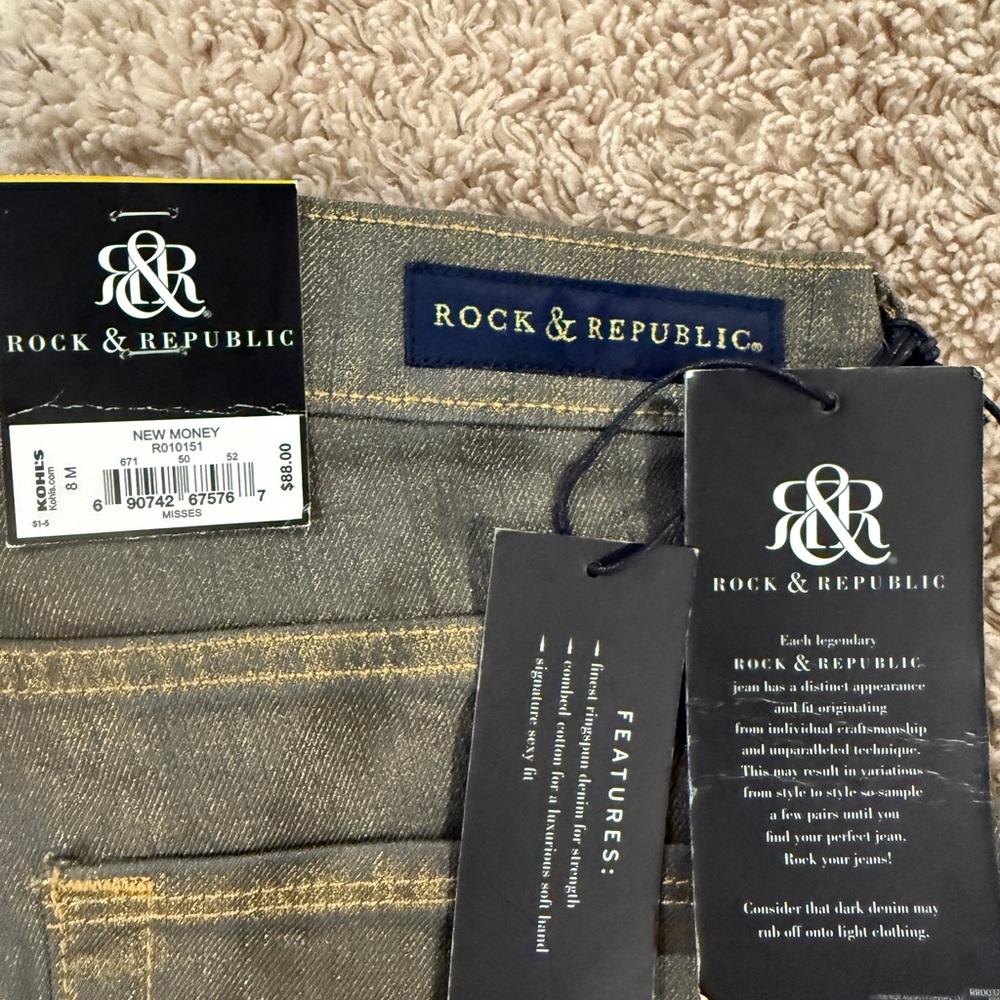 R&R
ROCK & REPUBLIC
NEW MONEY
R010151
671 50 52
6 90742 67576 7
MISSES
KOHL'S
Kohls.com
8 M
$1-5
$88.00
ROCK & REPUBLIC®
FEATURES:
– finest ringspun denim for strength
– combed cotton for a luxurious soft hand
– signature sexy fit
R&R
ROCK & REPUBLIC
Each legendary
ROCK & REPUBLIC
jean has a distinct appearance
and fit originating
from individual craftsmanship
and unparalleled technique.
This may result in variations
from style to style so sample
a few pairs until you
find your perfect jean.
Rock your jeans!
Consider that dark denim may
rub off onto light clothing.